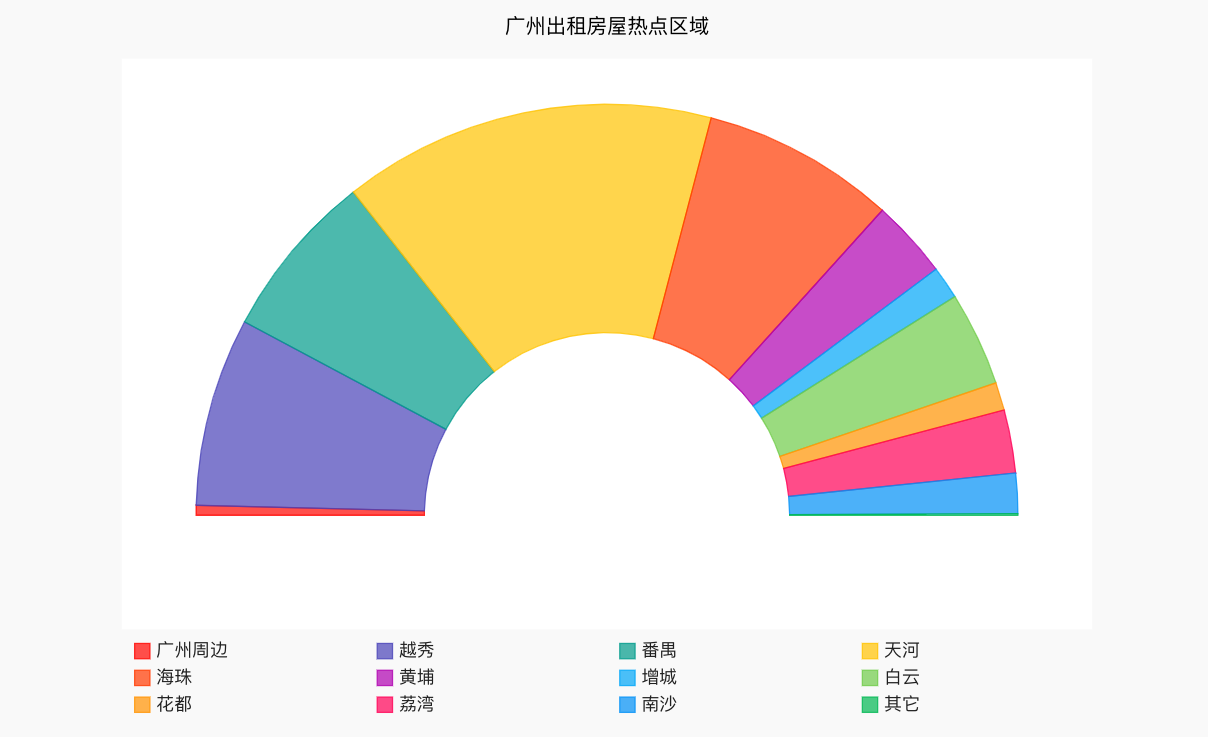 广州出租房屋热点区域
广州周边 越秀 番禺 天河
海珠 黄埔 增城 白云
花都 荔湾 南沙 其它